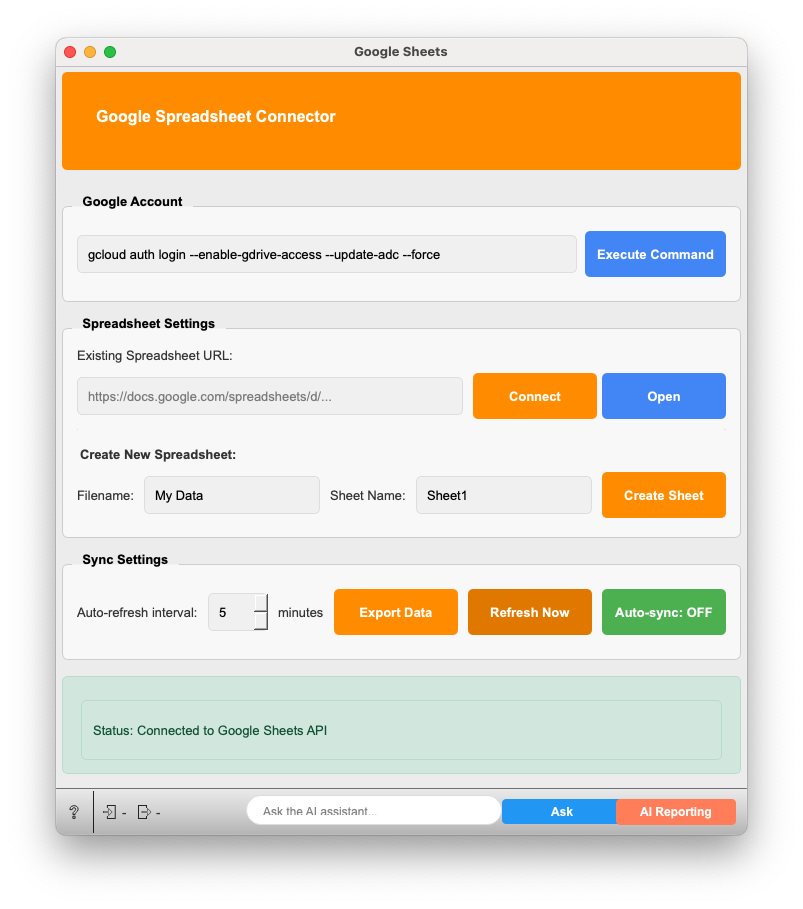 Google Sheets
Google Spreadsheet Connector
Google Account
gcloud auth login --enable-gdrive-access --update-adc --force
Execute Command
Spreadsheet Settings
Existing Spreadsheet URL:
https://docs.google.com/spreadsheets/d/...
Connect
Open
Create New Spreadsheet:
Filename:
My Data
Sheet Name:
Sheet1
Create Sheet
Sync Settings
Auto-refresh interval:
5
minutes
Export Data
Refresh Now
Auto-sync: OFF
Status: Connected to Google Sheets API
?
-
-
Ask the AI assistant...
Ask
AI Reporting